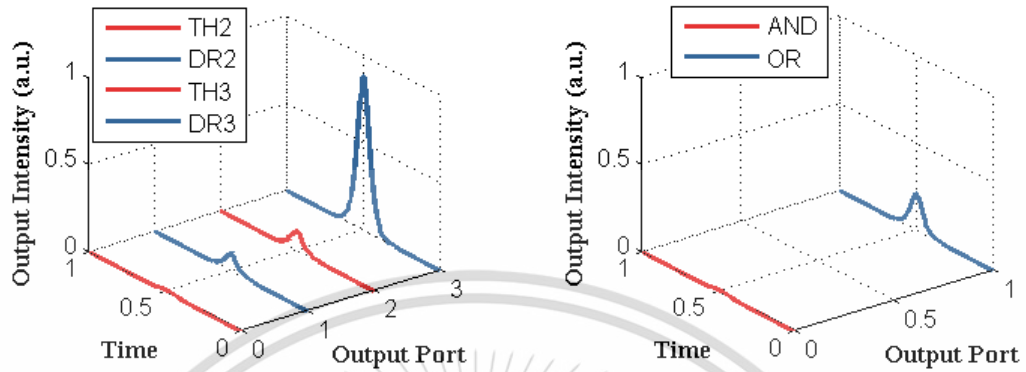 TH2
DR2
TH3
DR3
Output Intensity (a.u.)
1
0.5
0
1
0.5
0
Time
0
1
2
3
Output Port
AND
OR
Output Intensity (a.u.)
1
0.5
0
1
0.5
0
Time
0
0.5
1
Output Port